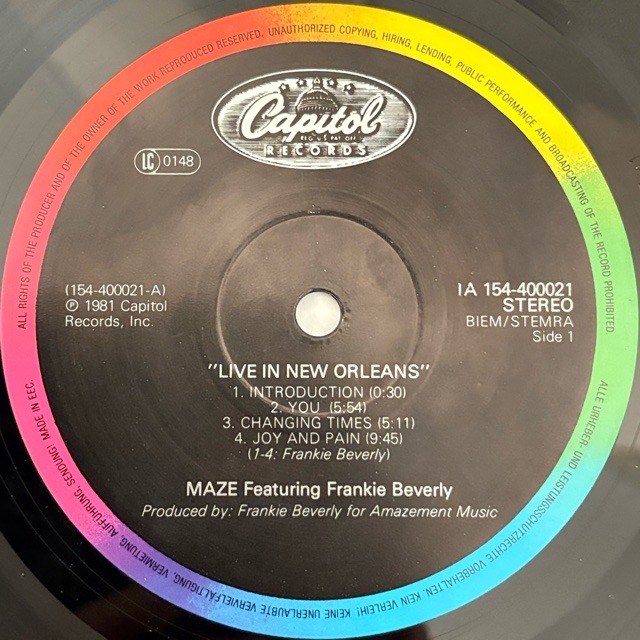 ALL RIGHTS OF THE PRODUCER AND OF THE OWNER OF THE WORK REPRODUCED RESERVED. UNAUTHORIZED COPYING, HIRING, LENDING, PUBLIC PERFORMANCE AND BROADCASTING OF THE RECORD PROHIBITED.
Capitol
REG. U.S. PAT. OFF.
RECORDS
LC 0148
(154-400021-A)
℗ 1981 Capitol
Records, Inc.
1A 154-400021
STEREO
BIEM/STEMRA
Side 1
"LIVE IN NEW ORLEANS"
1. INTRODUCTION (0:30)
2. YOU (5:54)
3. CHANGING TIMES (5:11)
4. JOY AND PAIN (9:45)
(1-4: Frankie Beverly)
MAZE Featuring Frankie Beverly
Produced by: Frankie Beverly for Amazement Music
ALLE URHEBER- UND LEISTUNGSSCHUTZRECHTE VORBEHALTEN. KEIN VERLEIH! KEINE UNERLAUBTE VERVIELFÄLTIGUNG, VERMIETUNG, AUFFÜHRUNG, SENDUNG! MADE IN EEC.